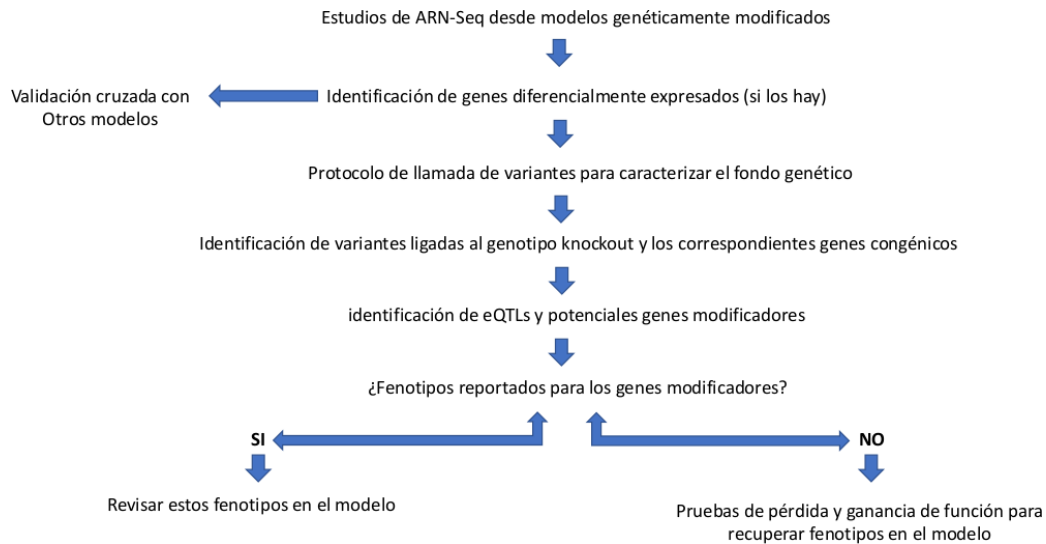 Estudios de ARN-Seq desde modelos genéticamente modificados
Validación cruzada con
Otros modelos
Identificación de genes diferencialmente expresados (si los hay)
Protocolo de llamada de variantes para caracterizar el fondo genético
Identificación de variantes ligadas al genotipo knockout y los correspondientes genes congénicos
identificación de eQTLs y potenciales genes modificadores
¿Fenotipos reportados para los genes modificadores?
SI
NO
Revisar estos fenotipos en el modelo
Pruebas de pérdida y ganancia de función para
recuperar fenotipos en el modelo